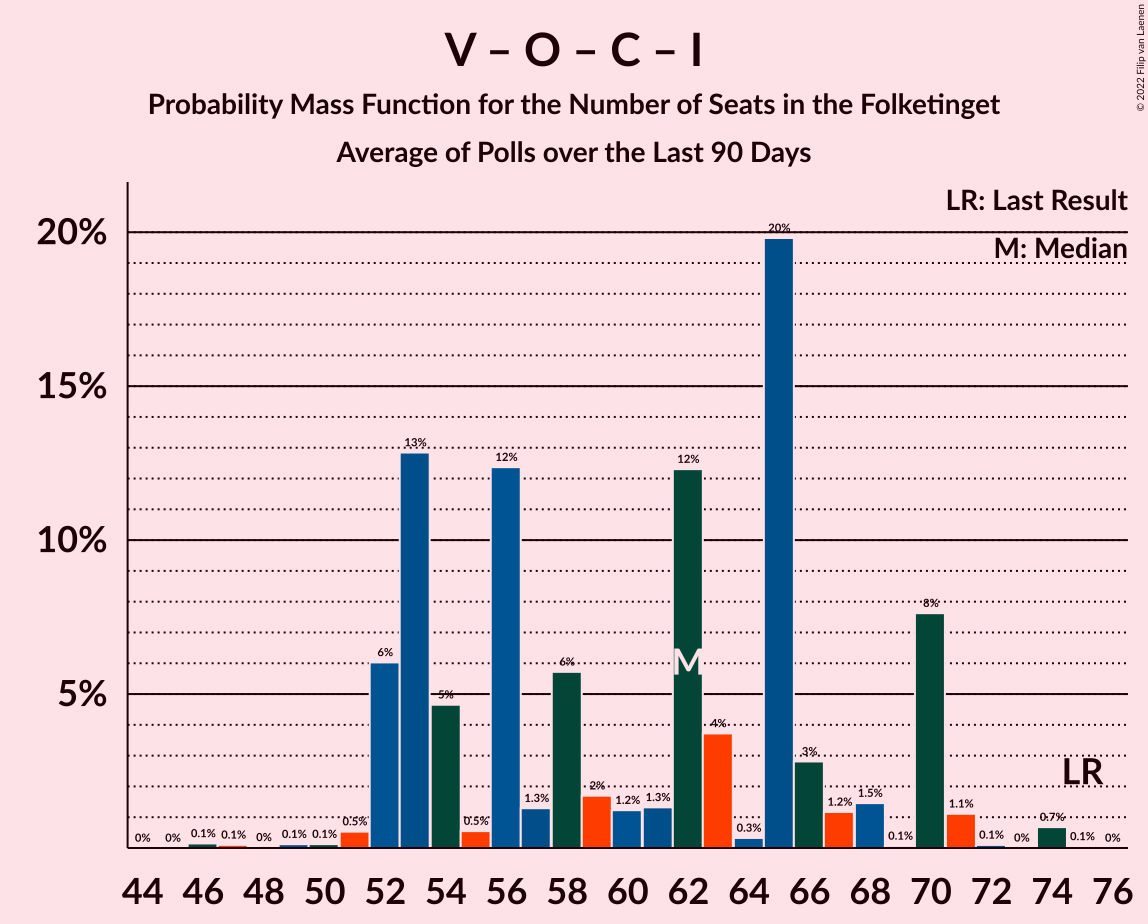 V – O – C – I
Probability Mass Function for the Number of Seats in the Folketinget
Average of Polls over the Last 90 Days
© 2022 Filip van Laenen
LR: Last Result
M: Median
20%
15%
10%
5%
0% 0% 0.1% 0.1% 0% 0.1% 0.1% 0.5% 6% 13% 5% 0.5% 12% 1.3% 6% 2% 1.2% 1.3% 12% 4% 0.3% 20% 3% 1.2% 1.5% 0.1% 8% 1.1% 0.1% 0% 0.7% 0.1% 0%
M
LR
44 46 48 50 52 54 56 58 60 62 64 66 68 70 72 74 76